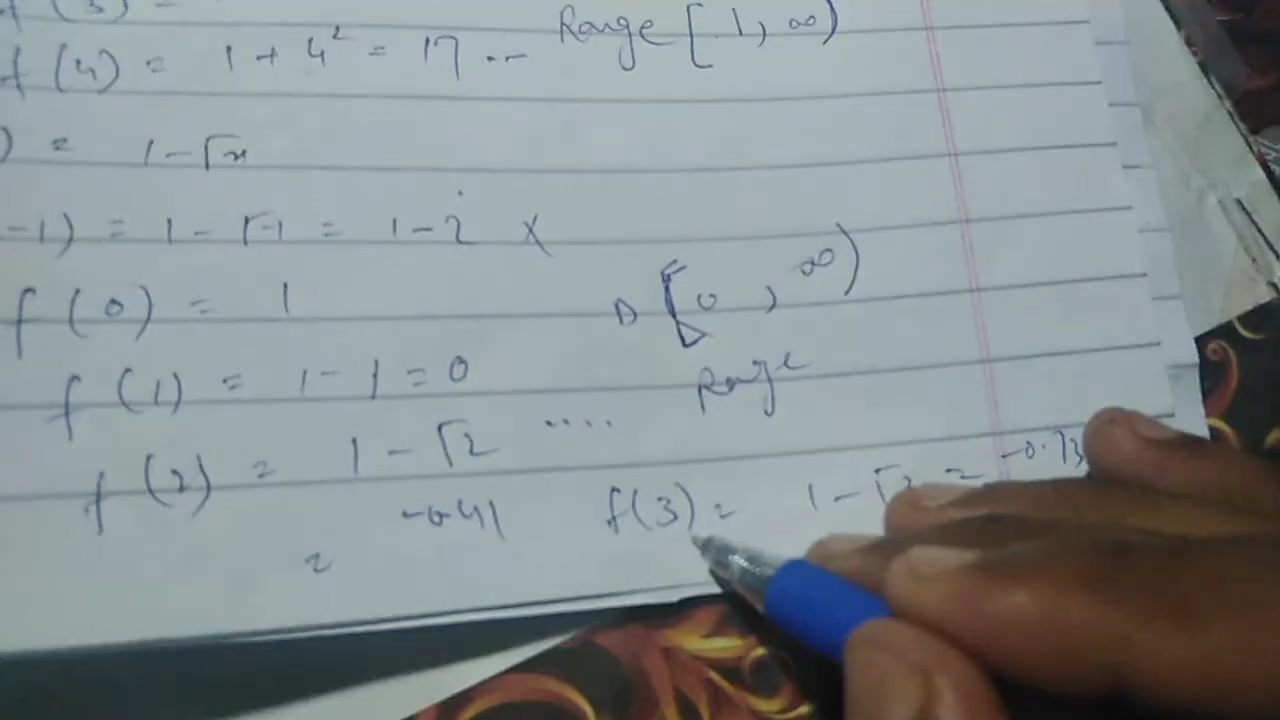 f(3) =
f(4) = 1 + 4² = 17 ... Range [1, ∞)
) = 1 - √x
-1) = 1 - √-1 = 1 - i X
f(0) = 1 D [0, ∞)
f(1) = 1 - 1 = 0 Range
f(2) = 1 - √2 ....
= -0.41 f(3) = 1 - √3 = -0.73